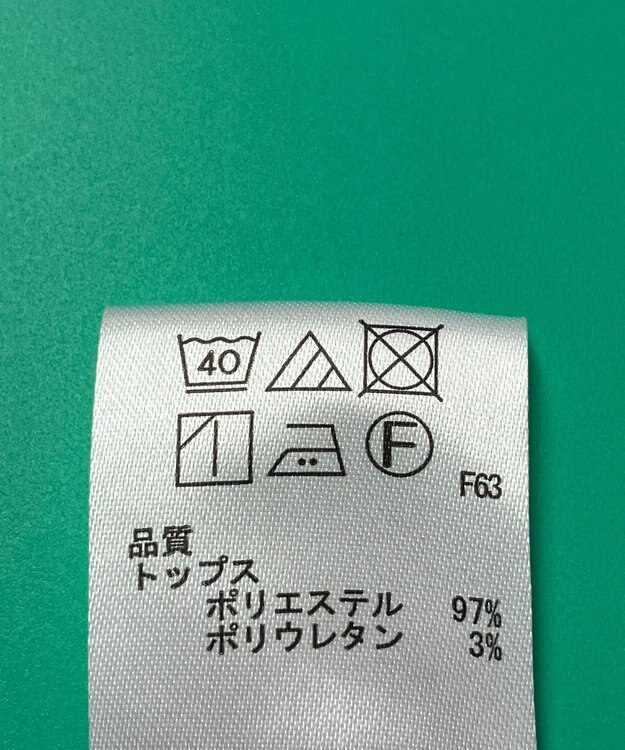 40
F
F63
品質
トップス
ポリエステル 97%
ポリウレタン 3%